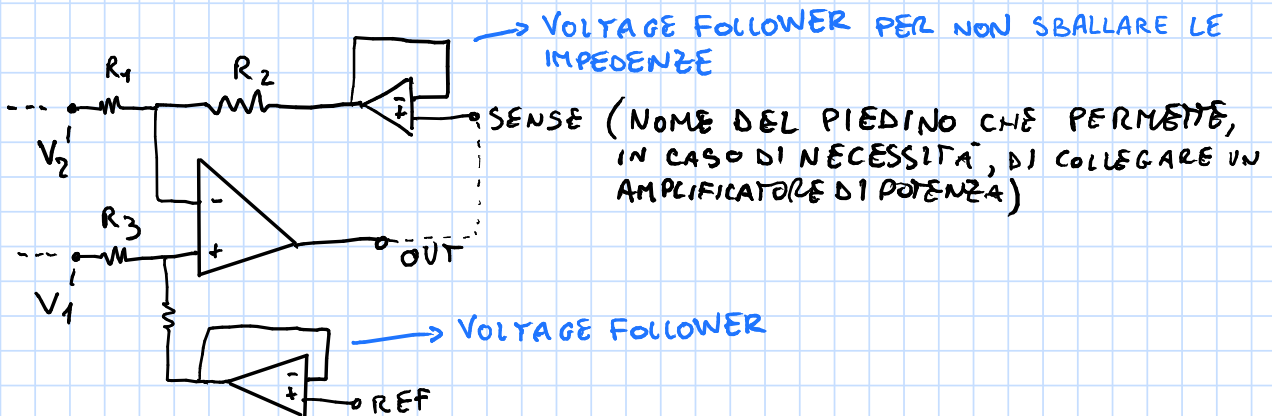 VOLTAGE FOLLOWER PER NON SBALLARE LE
IMPEDENZE
R1
R2
V2
-
+
SENSE (NOME DEL PIEDINO CHE PERMETTE,
IN CASO DI NECESSITA', DI COLLEGARE UN
AMPLIFICATORE DI POTENZA)
R3
-
+
OUT
V1
VOLTAGE FOLLOWER
-
+
REF